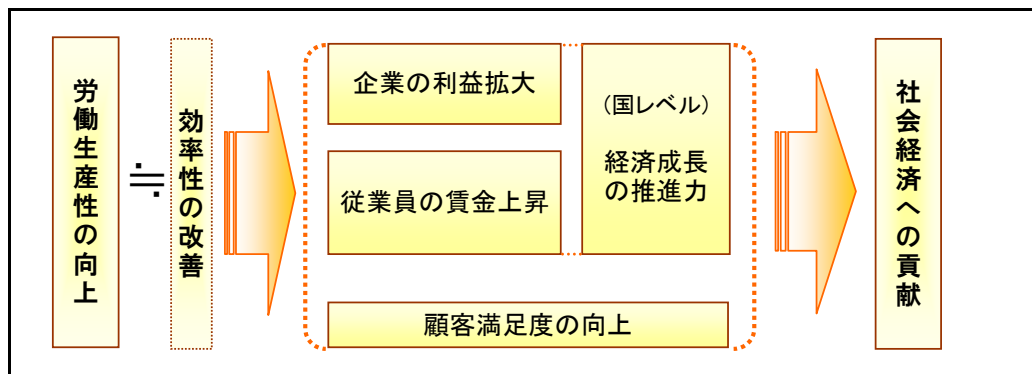 労働生産性の向上
≒
効率性の改善
企業の利益拡大
従業員の賃金上昇
(国レベル)
経済成長
の推進力
顧客満足度の向上
社会経済への貢献